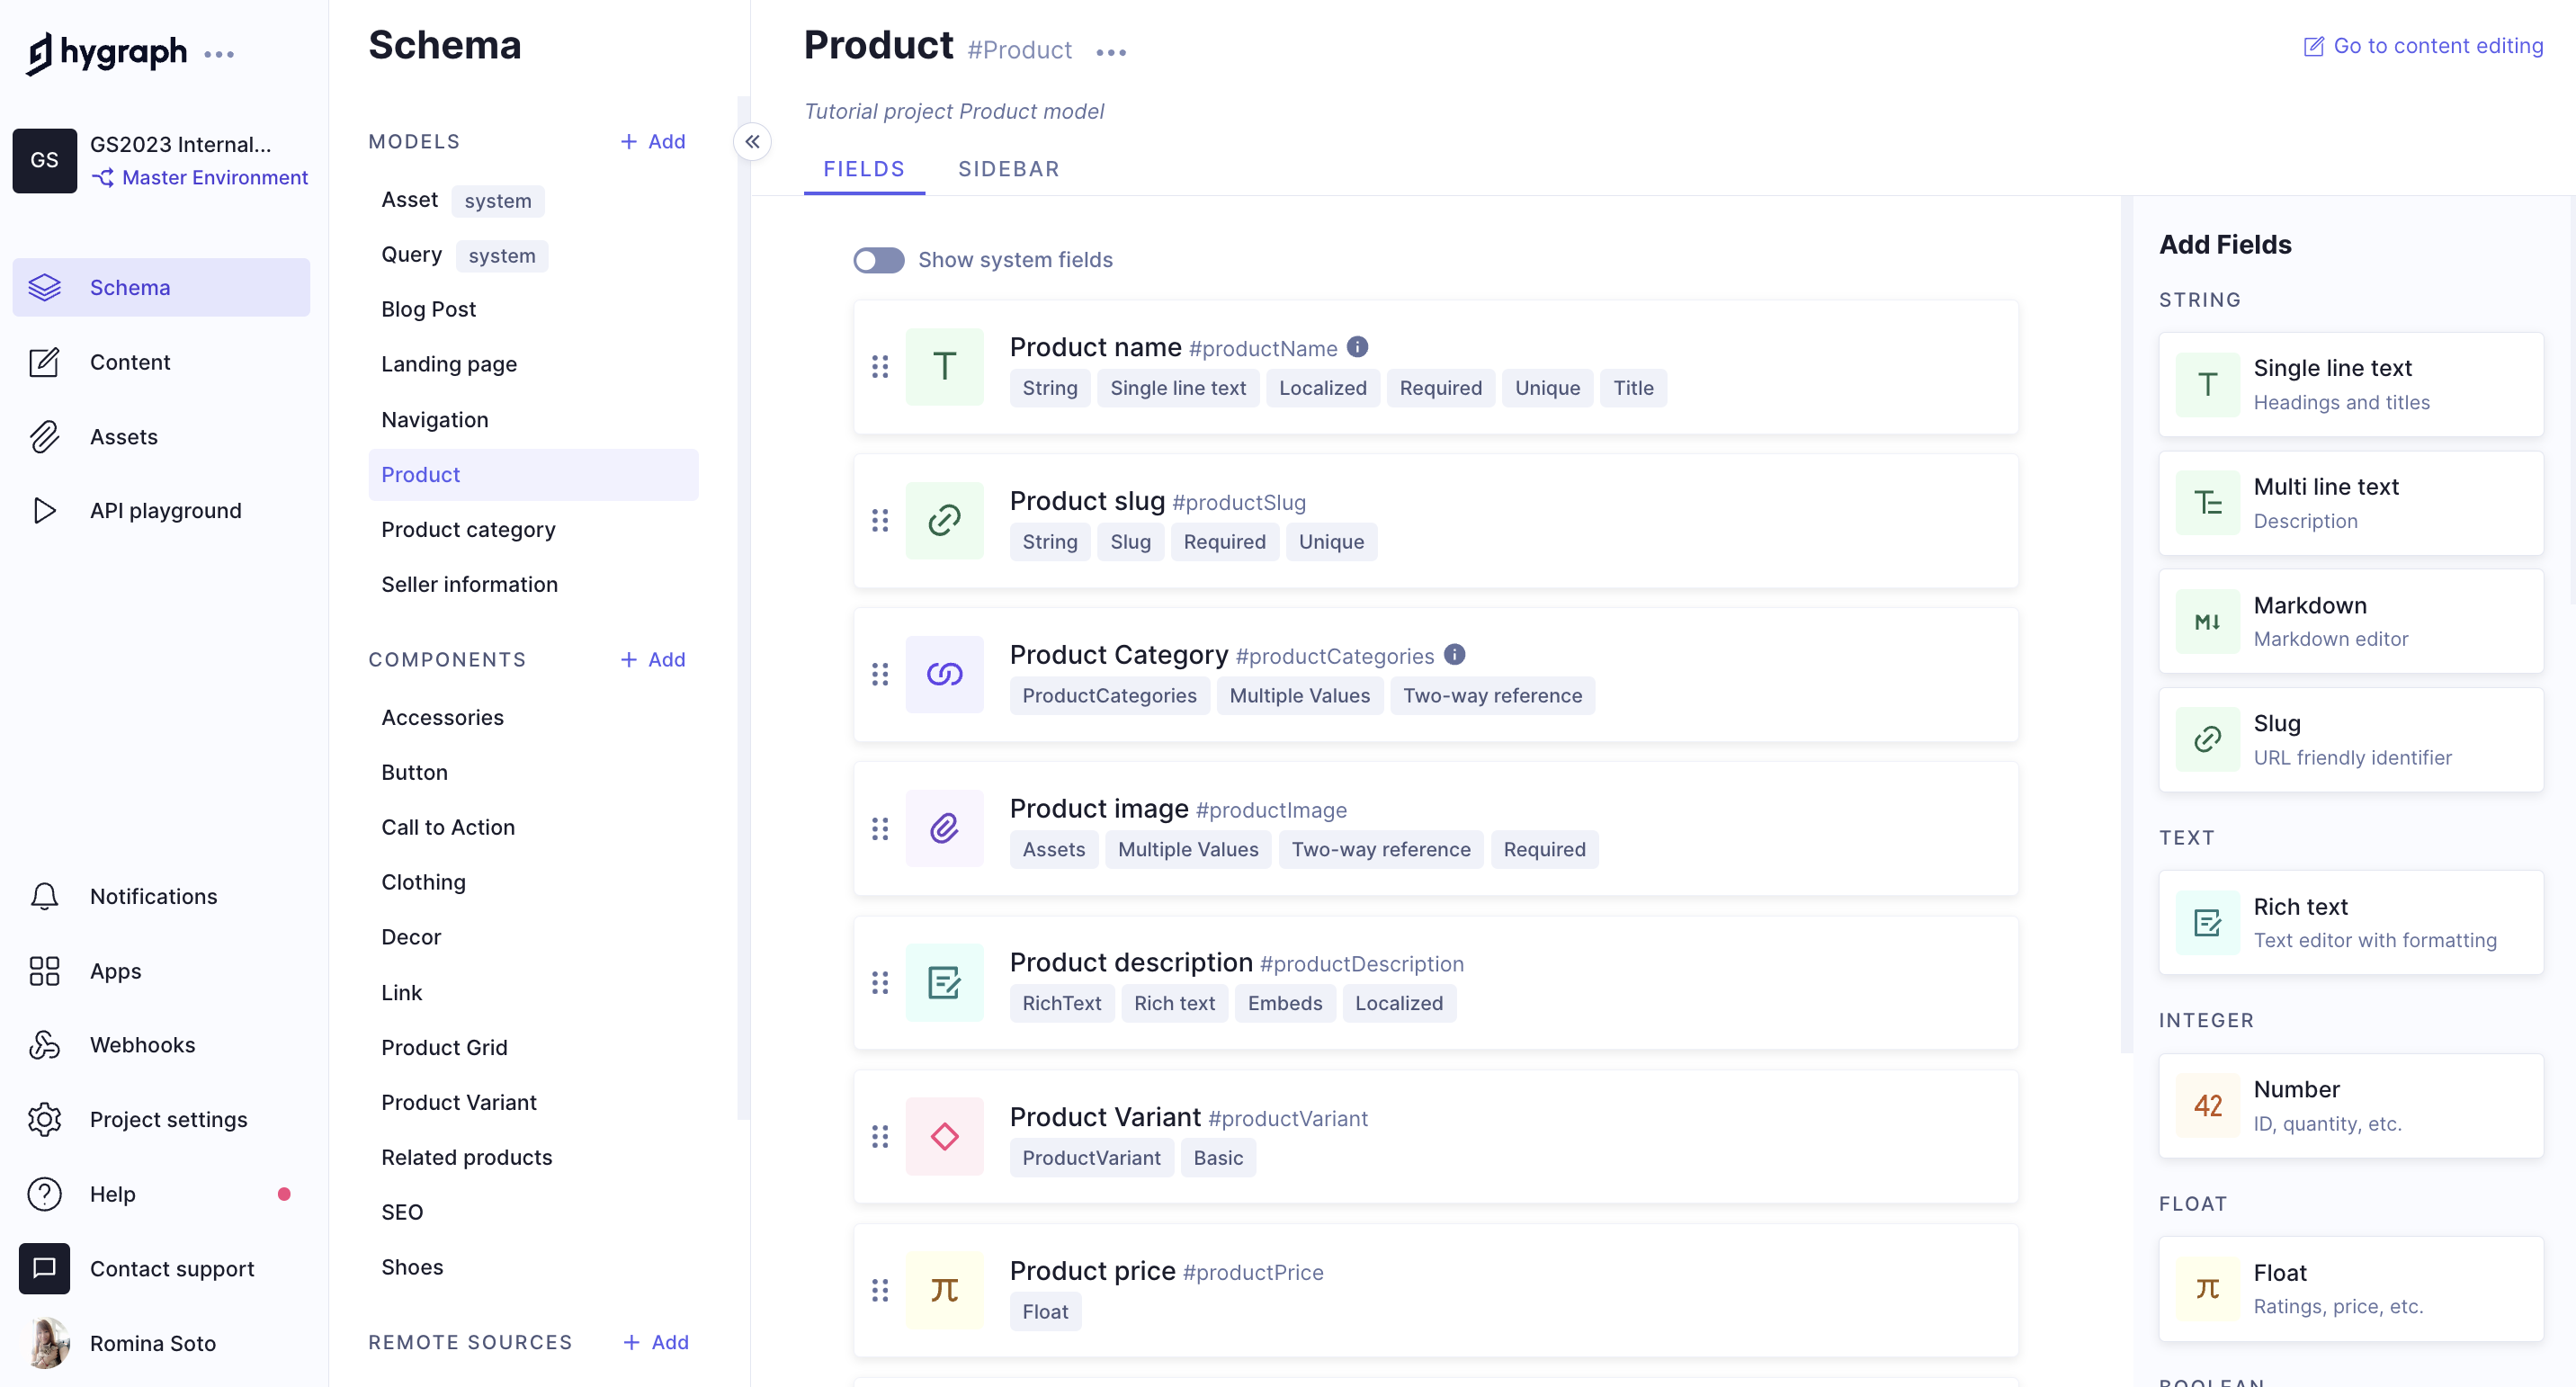 hygraph
GS
GS2023 Internal...
Master Environment
Schema
Content
Assets
API playground
Notifications
Apps
Webhooks
Project settings
Help
Contact support
Romina Soto
Schema
MODELS
+ Add
Asset system
Query system
Blog Post
Landing page
Navigation
Product
Product category
Seller information
COMPONENTS
+ Add
Accessories
Button
Call to Action
Clothing
Decor
Link
Product Grid
Product Variant
Related products
SEO
Shoes
REMOTE SOURCES
+ Add
Product #Product
Go to content editing
Tutorial project Product model
FIELDS SIDEBAR
Show system fields
T
Product name #productName
String Single line text Localized Required Unique Title
Product slug #productSlug
String Slug Required Unique
Product Category #productCategories
ProductCategories Multiple Values Two-way reference
Product image #productImage
Assets Multiple Values Two-way reference Required
Product description #productDescription
RichText Rich text Embeds Localized
Product Variant #productVariant
ProductVariant Basic
π
Product price #productPrice
Float
Add Fields
STRING
T
Single line text
Headings and titles
Multi line text
Description
M↓
Markdown
Markdown editor
Slug
URL friendly identifier
TEXT
Rich text
Text editor with formatting
INTEGER
42
Number
ID, quantity, etc.
FLOAT
π
Float
Ratings, price, etc.
BOOLEAN